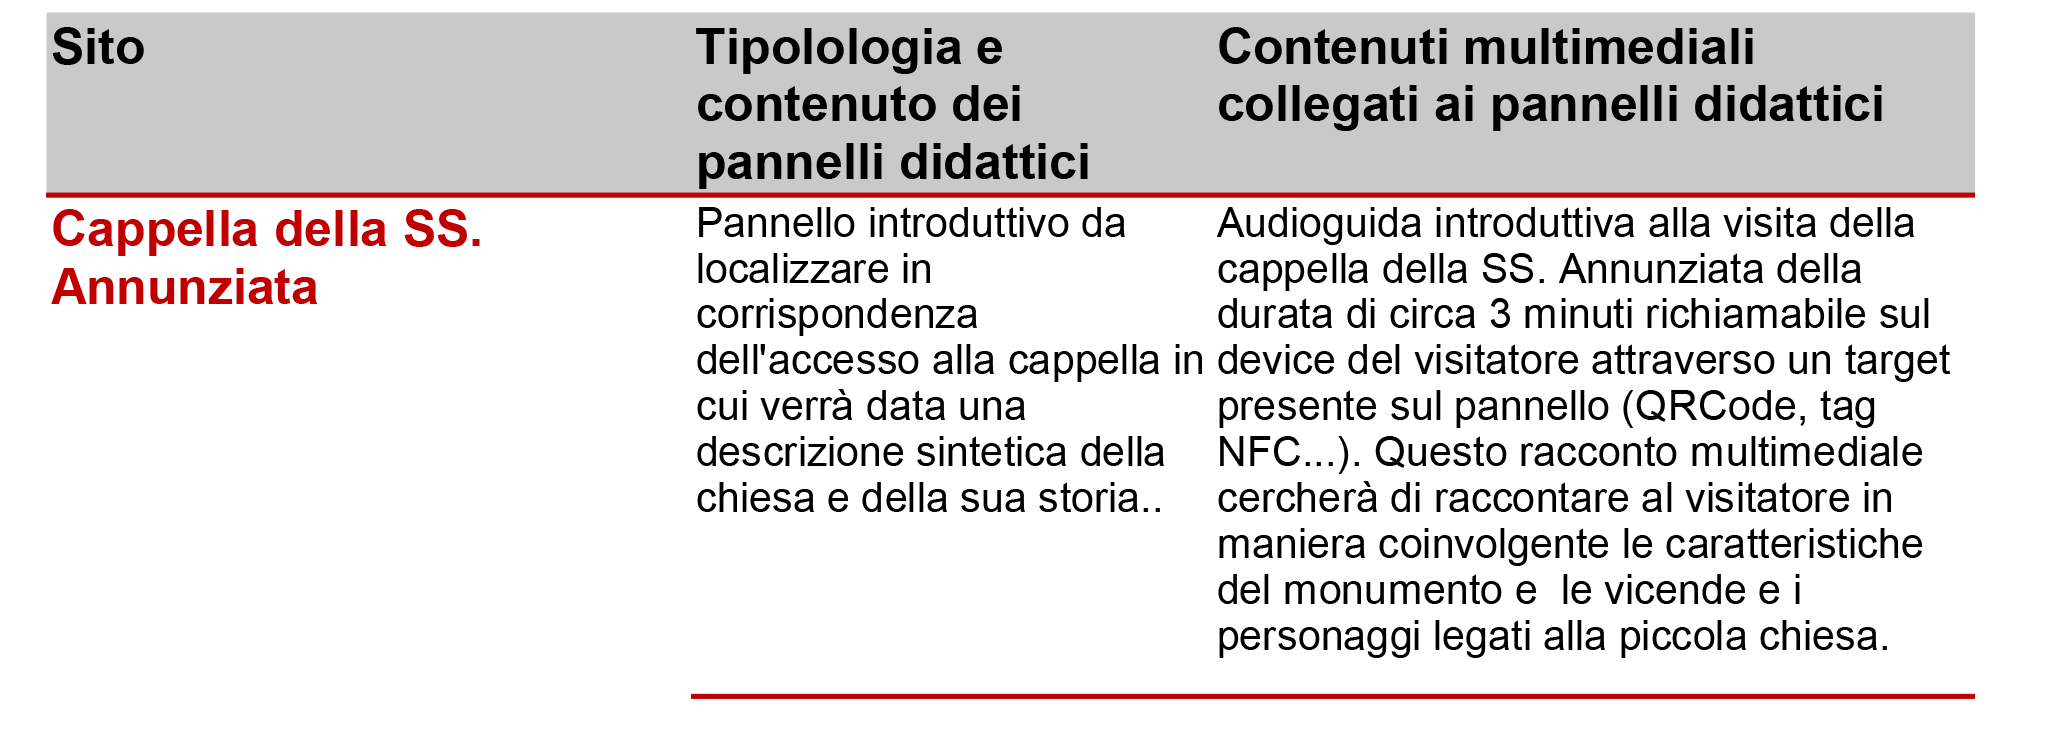 Sito
Tipolologia e
contenuto dei
pannelli didattici
Contenuti multimediali
collegati ai pannelli didattici
Cappella della SS.
Annunziata
Pannello introduttivo da
localizzare in
corrispondenza
dell'accesso alla cappella in
cui verrà data una
descrizione sintetica della
chiesa e della sua storia..
Audioguida introduttiva alla visita della
cappella della SS. Annunziata della
durata di circa 3 minuti richiamabile sul
device del visitatore attraverso un target
presente sul pannello (QRCode, tag
NFC...). Questo racconto multimediale
cercherà di raccontare al visitatore in
maniera coinvolgente le caratteristiche
del monumento e  le vicende e i
personaggi legati alla piccola chiesa.